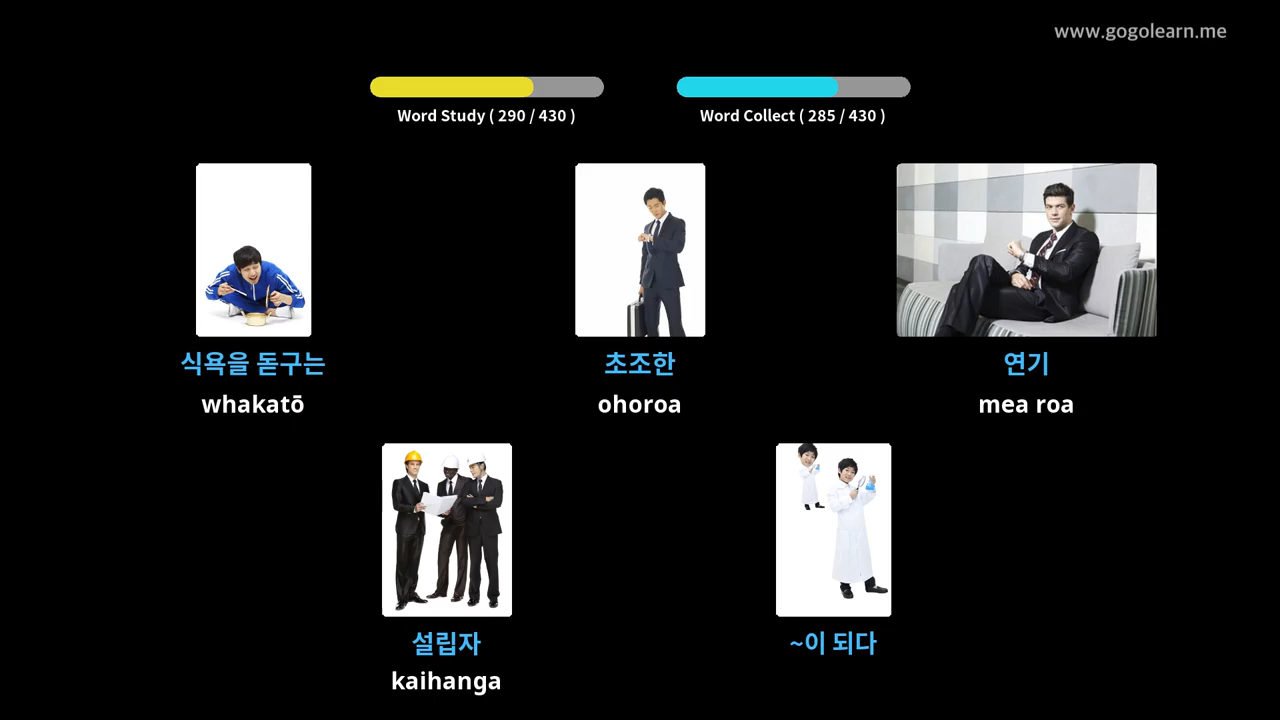 www.gogolearn.me
Word Study ( 290 / 430 )
Word Collect ( 285 / 430 )
식욕을 돋구는
whakatō
초조한
ohoroa
연기
mea roa
설립자
kaihanga
~이 되다